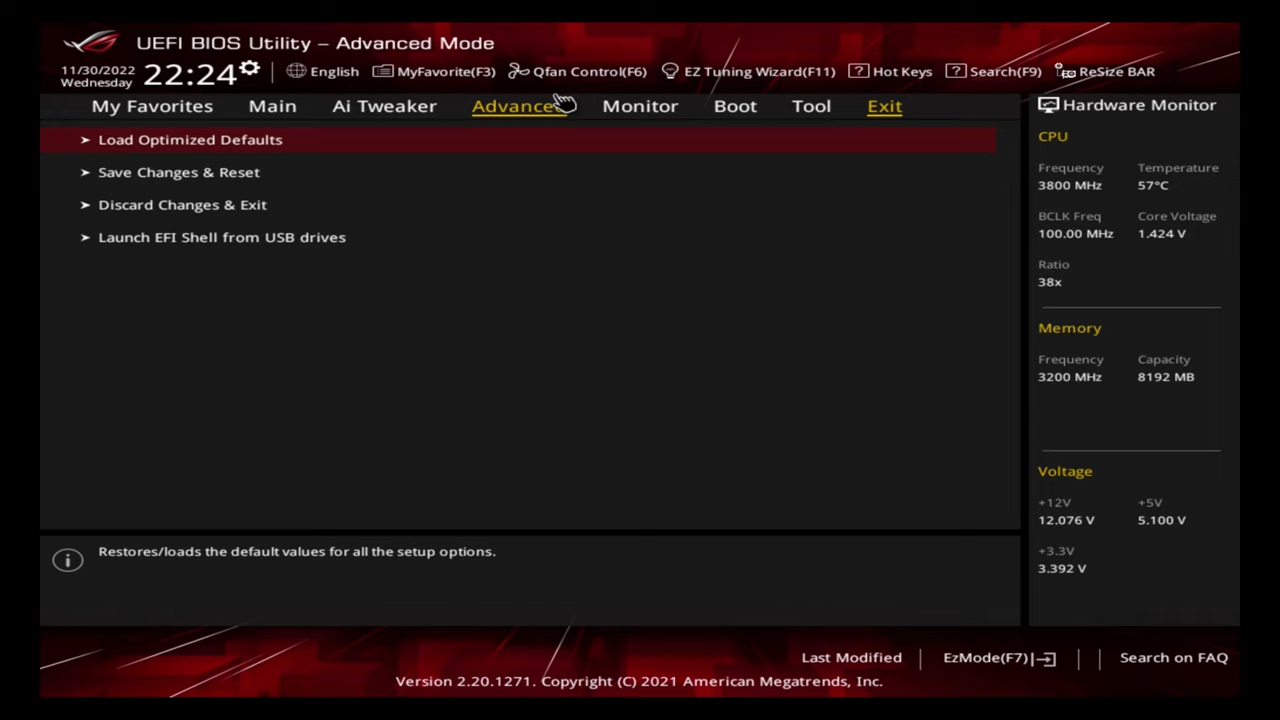 UEFI BIOS Utility – Advanced Mode
11/30/2022
Wednesday
22:24
English
MyFavorite(F3)
Qfan Control(F6)
EZ Tuning Wizard(F11)
Hot Keys
Search(F9)
ReSize BAR
My Favorites
Main
Ai Tweaker
Advanced
Monitor
Boot
Tool
Exit
Load Optimized Defaults
Save Changes & Reset
Discard Changes & Exit
Launch EFI Shell from USB drives
Restores/loads the default values for all the setup options.
Hardware Monitor
CPU
Frequency Temperature
3800 MHz 57°C
BCLK Freq Core Voltage
100.00 MHz 1.424 V
Ratio
38x
Memory
Frequency Capacity
3200 MHz 8192 MB
Voltage
+12V +5V
12.076 V 5.100 V
+3.3V
3.392 V
Last Modified
EzMode(F7)
Search on FAQ
Version 2.20.1271. Copyright (C) 2021 American Megatrends, Inc.